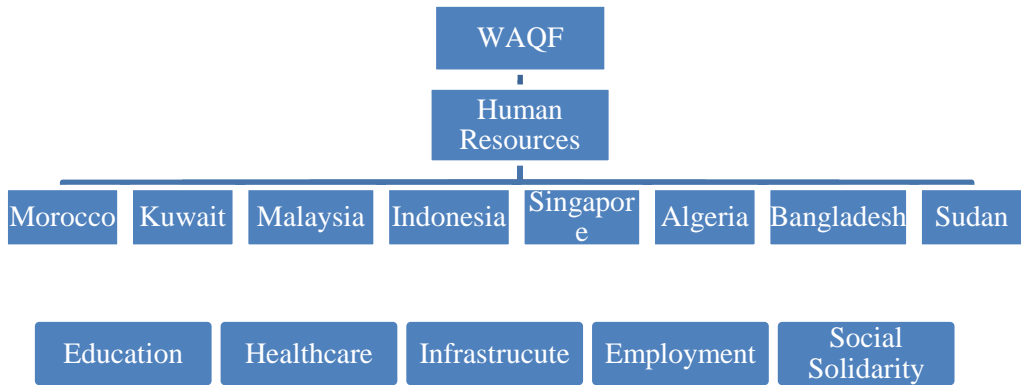 WAQF
Human
Resources
Morocco
Kuwait
Malaysia
Indonesia
Singapor
e
Algeria
Bangladesh
Sudan
Education
Healthcare
Infrastrucute
Employment
Social
Solidarity